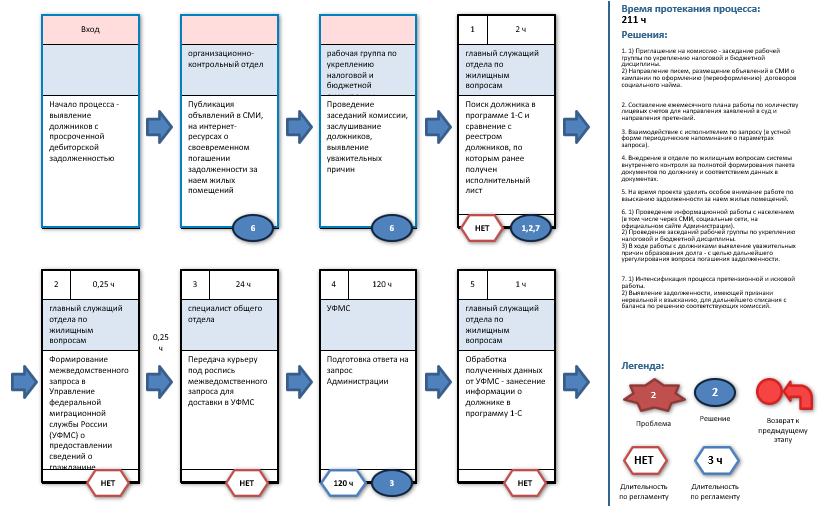 Вход
Начало процесса -
выявление
должников с
просроченной
дебиторской
задолженностью
организационно-
контрольный отдел
Публикация
объявлений в СМИ,
на интернет-
ресурсах о
своевременном
погашении
задолженности за
наем жилых
помещений
6
рабочая группа по
укреплению
налоговой и
бюджетной
Проведение
заседаний комиссии,
заслушивание
должников,
выявление
уважительных
причин
6
1
2 ч
главный служащий
отдела по
жилищным
вопросам
Поиск должника в
программе 1-С и
сравнение с
реестром
должников, по
которым ранее
получен
исполнительный
лист
НЕТ
1,2,7
2
0,25 ч
главный служащий
отдела по
жилищным
вопросам
Формирование
межведомственного
запроса в
Управление
федеральной
миграционной
службы России
(УФМС) о
предоставлении
сведений о
гражданине
НЕТ
0,25
ч
3
24 ч
специалист общего
отдела
Передача курьеру
под роспись
межведомственного
запроса для
доставки в УФМС
НЕТ
4
120 ч
УФМС
Подготовка ответа на
запрос
Администрации
120 ч
3
5
1 ч
главный служащий
отдела по
жилищным
вопросам
Обработка
полученных данных
от УФМС - занесение
информации о
должнике в
программу 1-С
НЕТ
Время протекания процесса:
211 ч
Решения:
1. 1) Приглашение на комиссию - заседание рабочей
группы по укреплению налоговой и бюджетной
дисциплины.
2) Направление писем, размещение объявлений в СМИ о
кампании по оформлению (переоформлению) договоров
социального найма.
2. Составление ежемесячного плана работы по количеству
лицевых счетов для направления заявлений в суд и
направления претензий.
3. Взаимодействие с исполнителем по запросу (в устной
форме периодические напоминания о параметрах
запроса).
4. Внедрение в отделе по жилищным вопросам системы
внутреннего контроля за полнотой формирования пакета
документов по должнику и соответствием данных в
документах.
5. На время проекта уделить особое внимание работе по
взысканию задолженности за наем жилых помещений.
6. 1) Проведение информационной работы с населением
(в том числе через СМИ, социальные сети, на
официальном сайте Администрации).
2) Проведение заседаний рабочей группы по укреплению
налоговой и бюджетной дисциплины.
3) В ходе работы с должниками выявление уважительных
причин образования долга - с целью дальнейшего
урегулирования вопроса погашения задолженности.
7. 1) Интенсификация процесса претензионной и исковой
работы.
2) Выявление задолженности, имеющей признаки
нереальной к взысканию, для дальнейшего списания с
баланса по решению соответствующих комиссий.
Легенда:
2
Проблема
2
Решение
Возврат к
предыдущему
этапу
НЕТ
Длительность
по регламенту
3 ч
Длительность
по регламенту